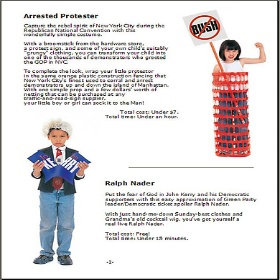 Arrested Protester
Capture the rebel spirit of New York City during the
Republican National Convention with this
wonderfully simple costume.
With a broomstick from the hardware store,
a protest sign, and some of your own child's suitably
"grungy" clothing, you can transform your child into
one of the thousands of demonstrators who greeted
the GOP in NYC.
To complete the look, wrap your little protester
in the same orange plastic construction fencing that
New York City's finest used to corral and arrest
demonstrators up and down the island of Manhattan.
With one simple prop and a few dollars' worth of
netting that can be purchased at any
trade-and-road-sign supplier,
your little boy or girl can sock it to the Man!
Total cost: Under $7.
Total time: Under an hour.
BUSH
Ralph Nader
Put the fear of God in John Kerry and his Democratic
supporters with this easy approximation of Green Party
leader/Democratic ticket spoiler Ralph Nader.
With just hand-me-down Sunday-best clothes and
Grandma's old cocktail wig, you've got yourself a
real live Ralph Nader.
Total cost: Free!
Total time: Under 15 minutes.
-1-